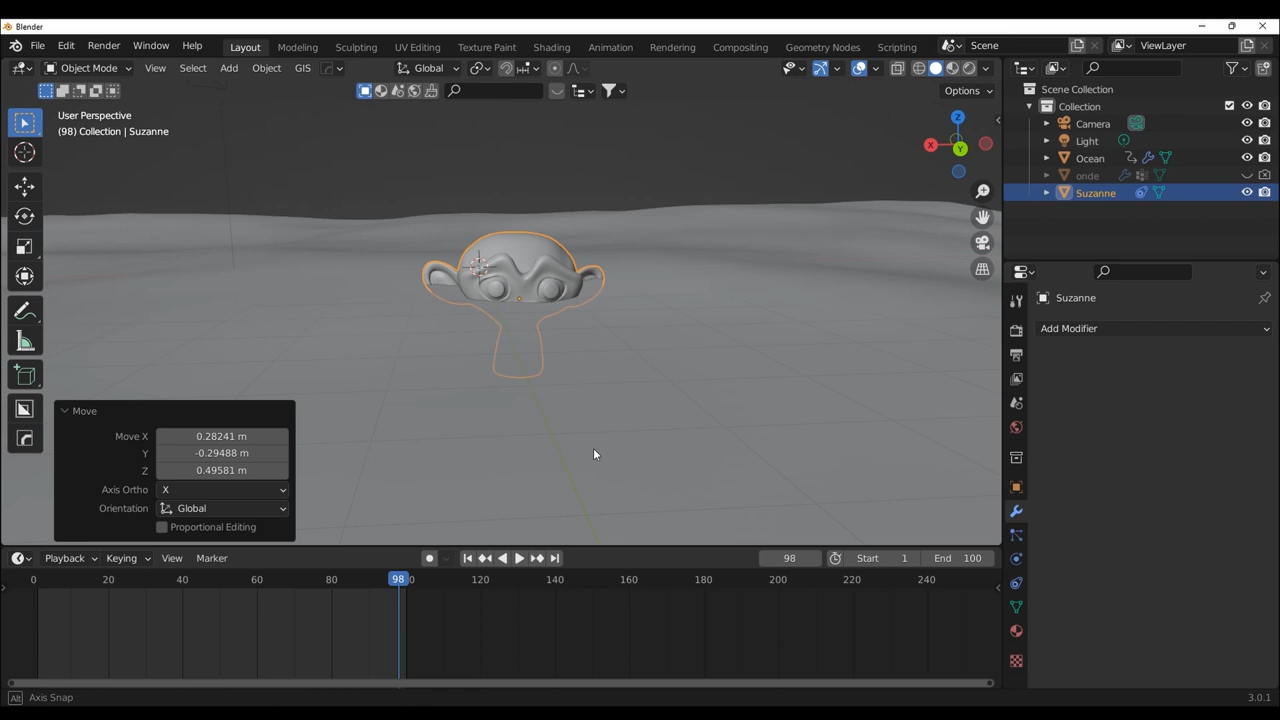 Blender
File Edit Render Window Help Layout Modeling Sculpting UV Editing Texture Paint Shading Animation Rendering Compositing Geometry Nodes Scripting Scene ViewLayer
Object Mode View Select Add Object GIS Global
Options
User Perspective
(98) Collection | Suzanne
Z
X
Y
Scene Collection
Collection
Camera
Light
Ocean
onde
Suzanne
Suzanne
Add Modifier
Move
Move X 0.28241 m
Y -0.29488 m
Z 0.49581 m
Axis Ortho X
Orientation Global
Proportional Editing
Playback Keying View Marker 98 Start 1 End 100
0 20 40 60 80 98 0 120 140 160 180 200 220 240
Alt Axis Snap 3.0.1